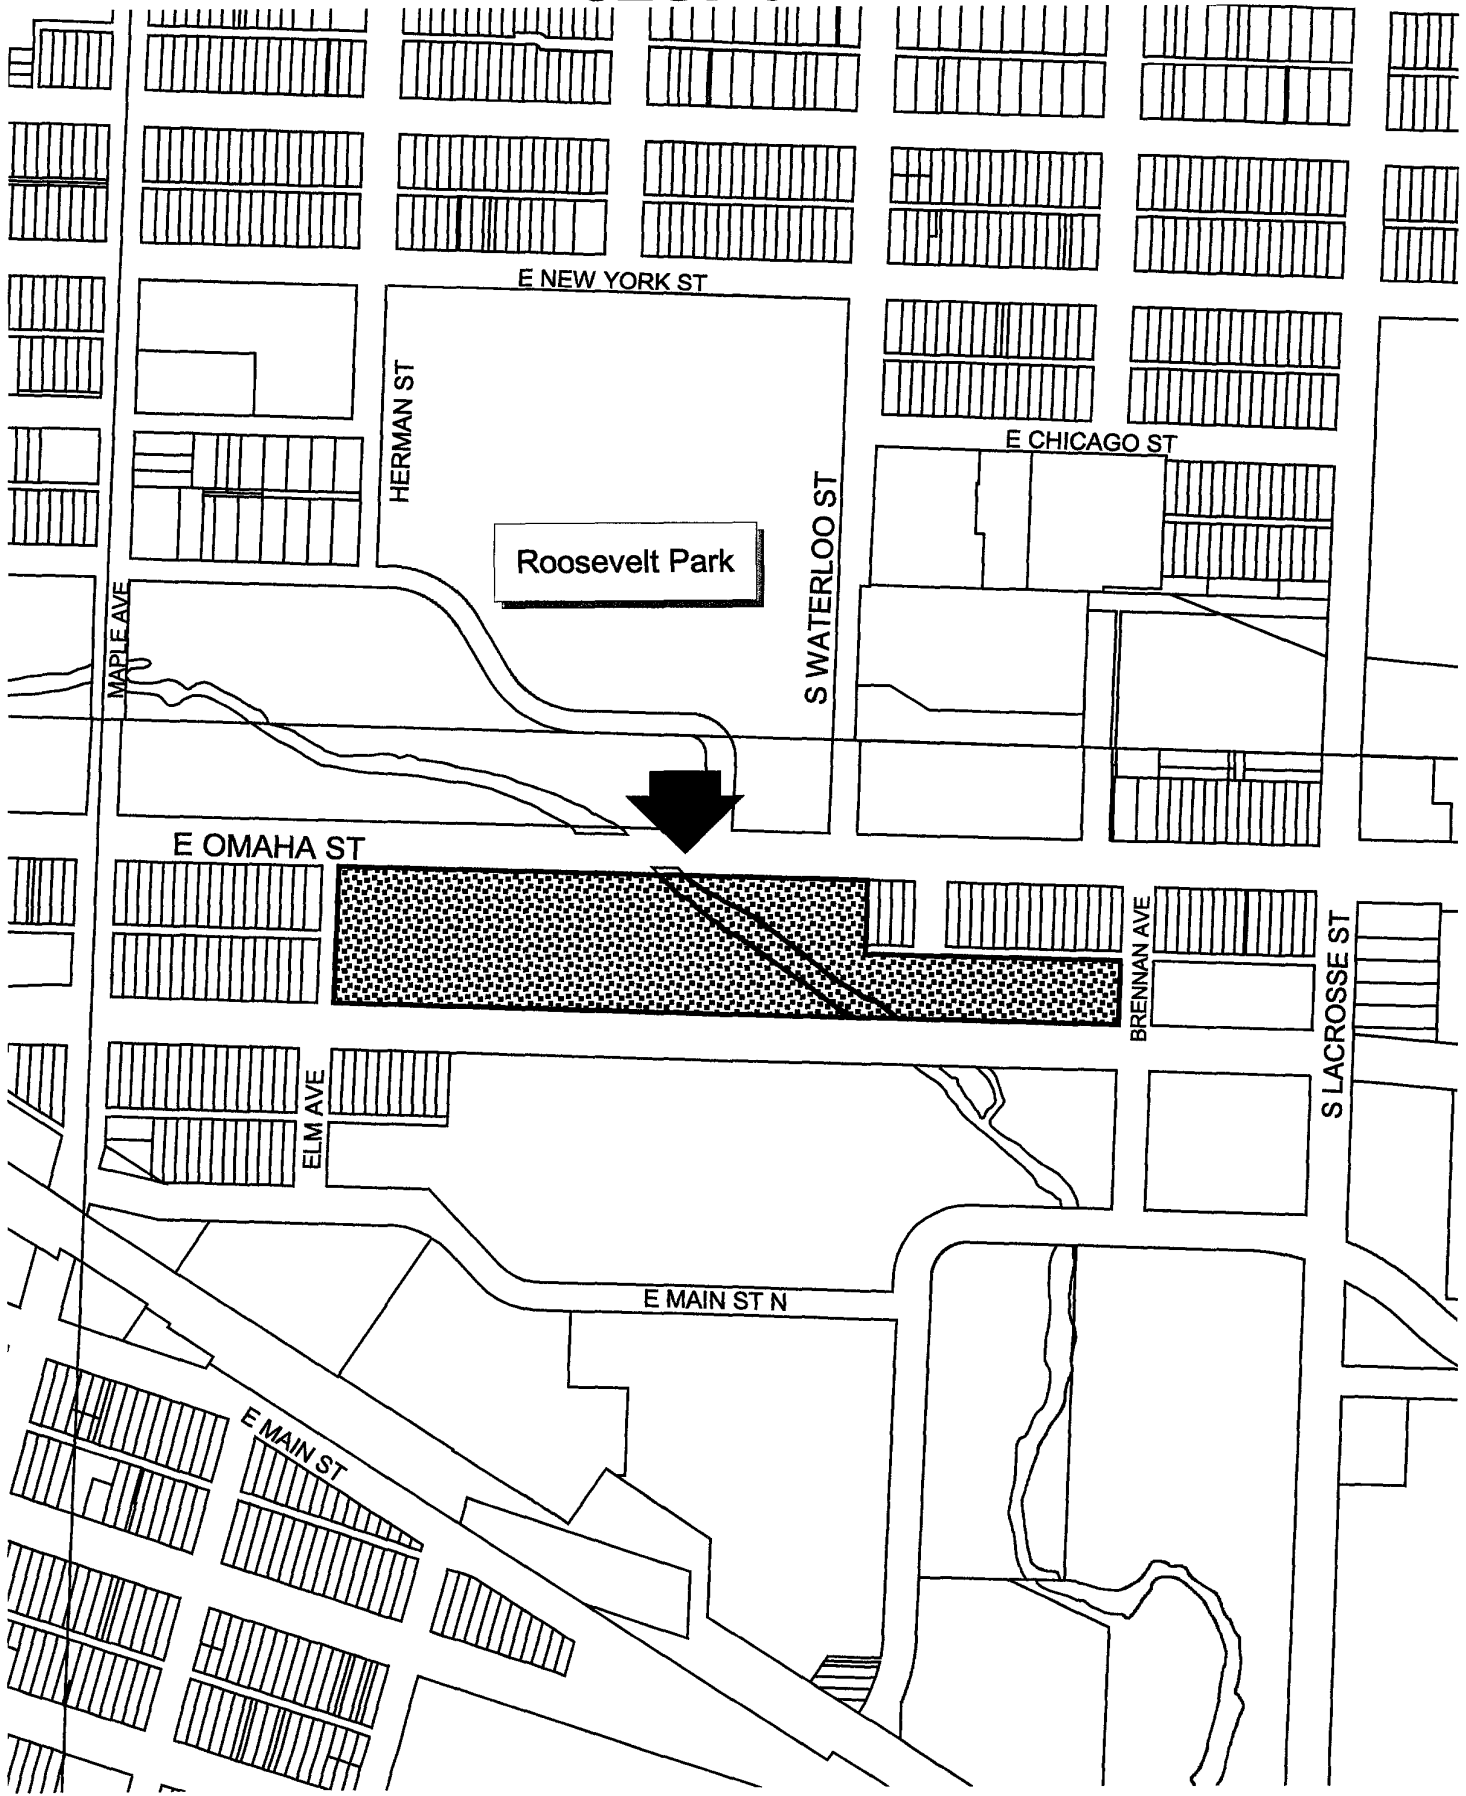 E NEW YORK ST
HERMAN ST
E CHICAGO ST
S WATERLOO ST
Roosevelt Park
MAPLE AVE
E OMAHA ST
BRENNAN AVE
S LACROSSE ST
ELM AVE
E MAIN ST N
E MAIN ST